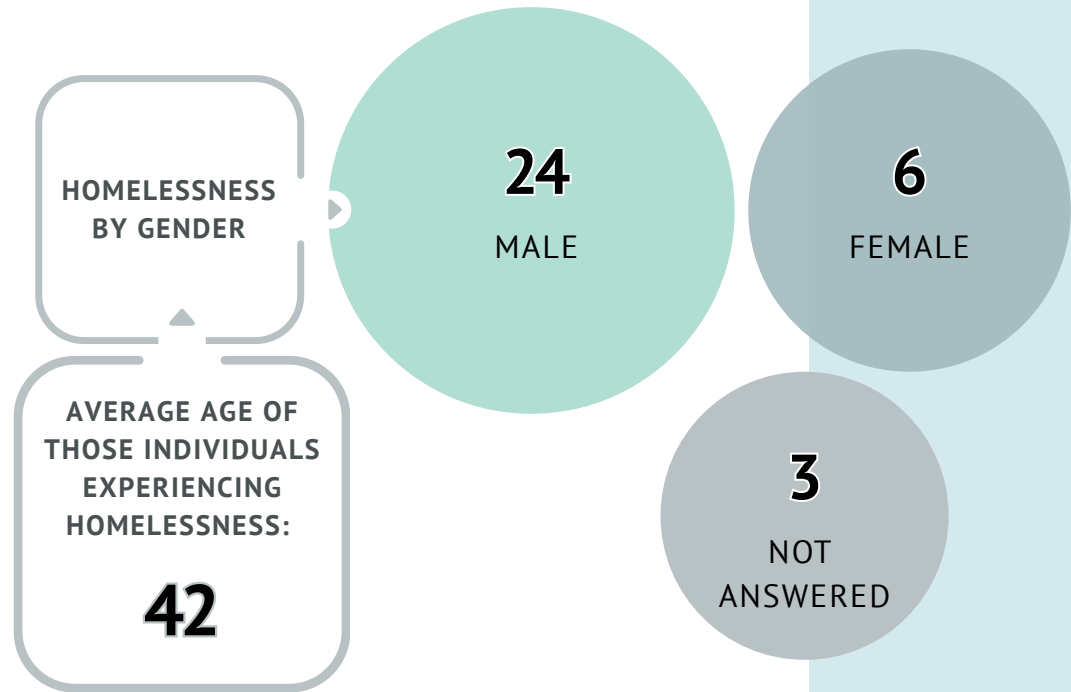 HOMELESSNESS
BY GENDER
24
MALE
6
FEMALE
3
NOT
ANSWERED
AVERAGE AGE OF
THOSE INDIVIDUALS
EXPERIENCING
HOMELESSNESS:
42